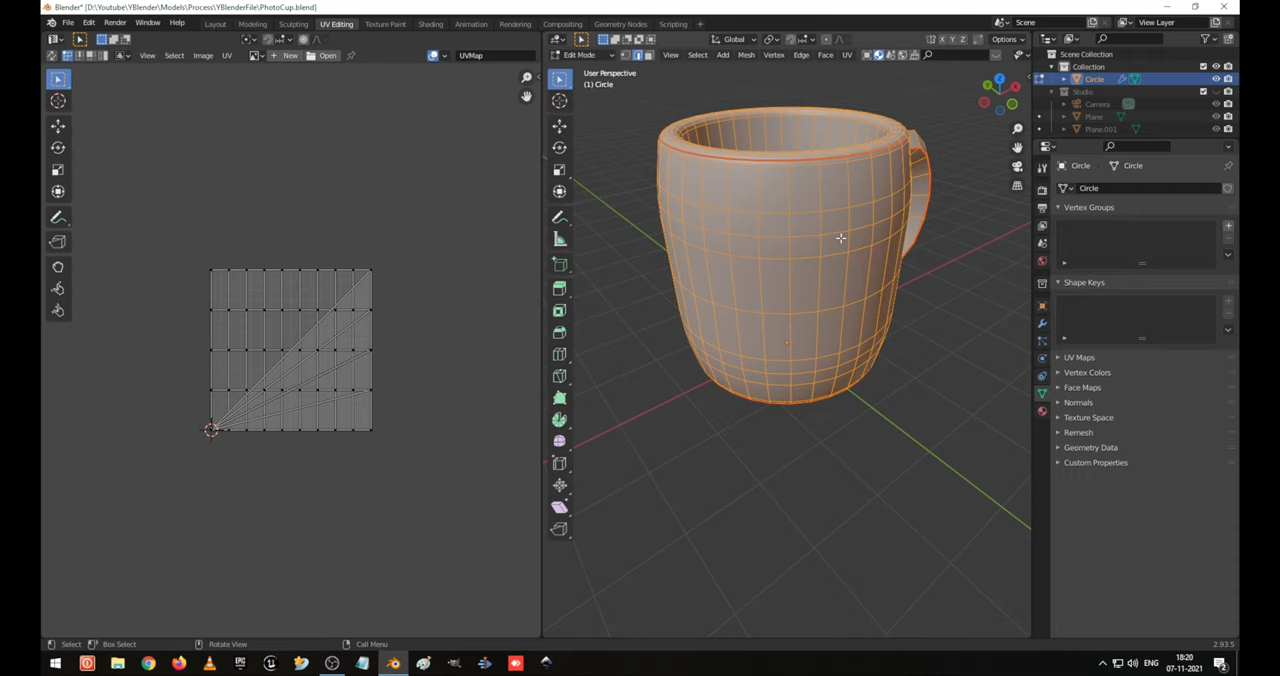 Blender* [D:\Youtube\YBlender\Models\Process\YBlenderFile\PhotoCup.blend]
File Edit Render Window Help Layout Modeling Sculpting UV Editing Texture Paint Shading Animation Rendering Compositing Geometry Nodes Scripting + Scene View Layer
Global X Y Z Options
View Select Image UV New Open UVMap Edit Mode View Select Add Mesh Vertex Edge Face UV
Scene Collection
Collection
Circle
Studio
Camera
Plane
Plane.001
User Perspective
(1) Circle
Circle Circle
Circle
Vertex Groups
Shape Keys
UV Maps
Vertex Colors
Face Maps
Normals
Texture Space
Remesh
Geometry Data
Custom Properties
Select Box Select Rotate View Call Menu 2.93.5
ENG 18:20
07-11-2021